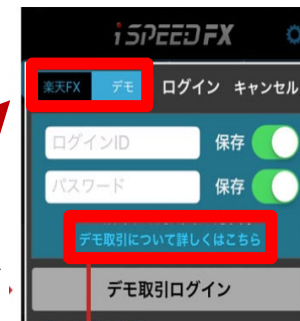 iSPEED FX
楽天FX デモ ログイン キャンセル
ログインID 保存
パスワード 保存
デモ取引について詳しくはこちら
デモ取引ログイン